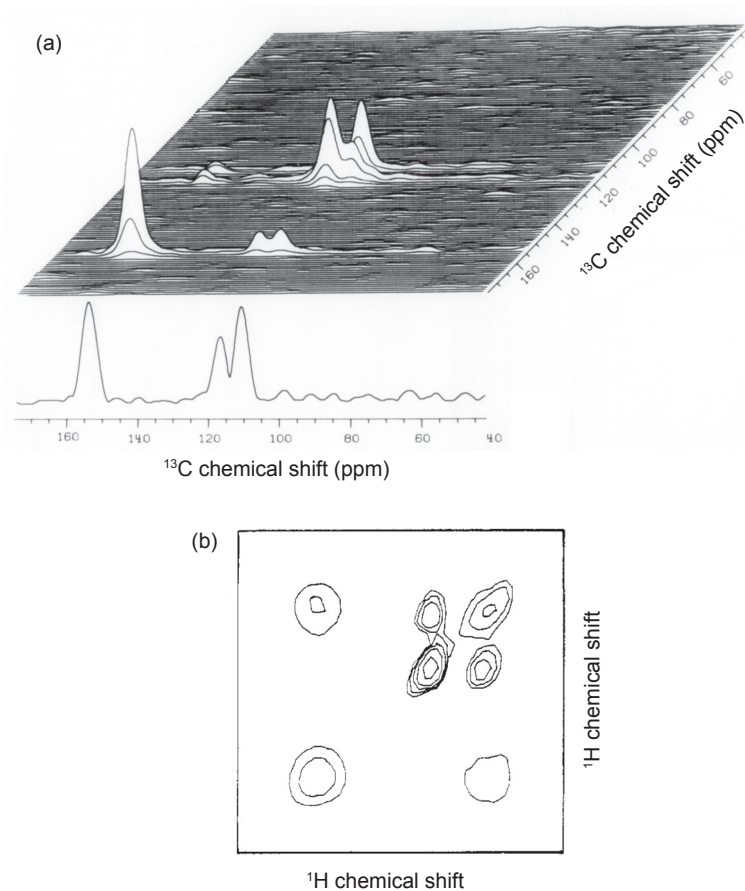 (a)
60
80
100
120
140
160
¹³C chemical shift (ppm)
160 140 120 100 80 60 40
¹³C chemical shift (ppm)
(b)
¹H chemical shift
¹H chemical shift